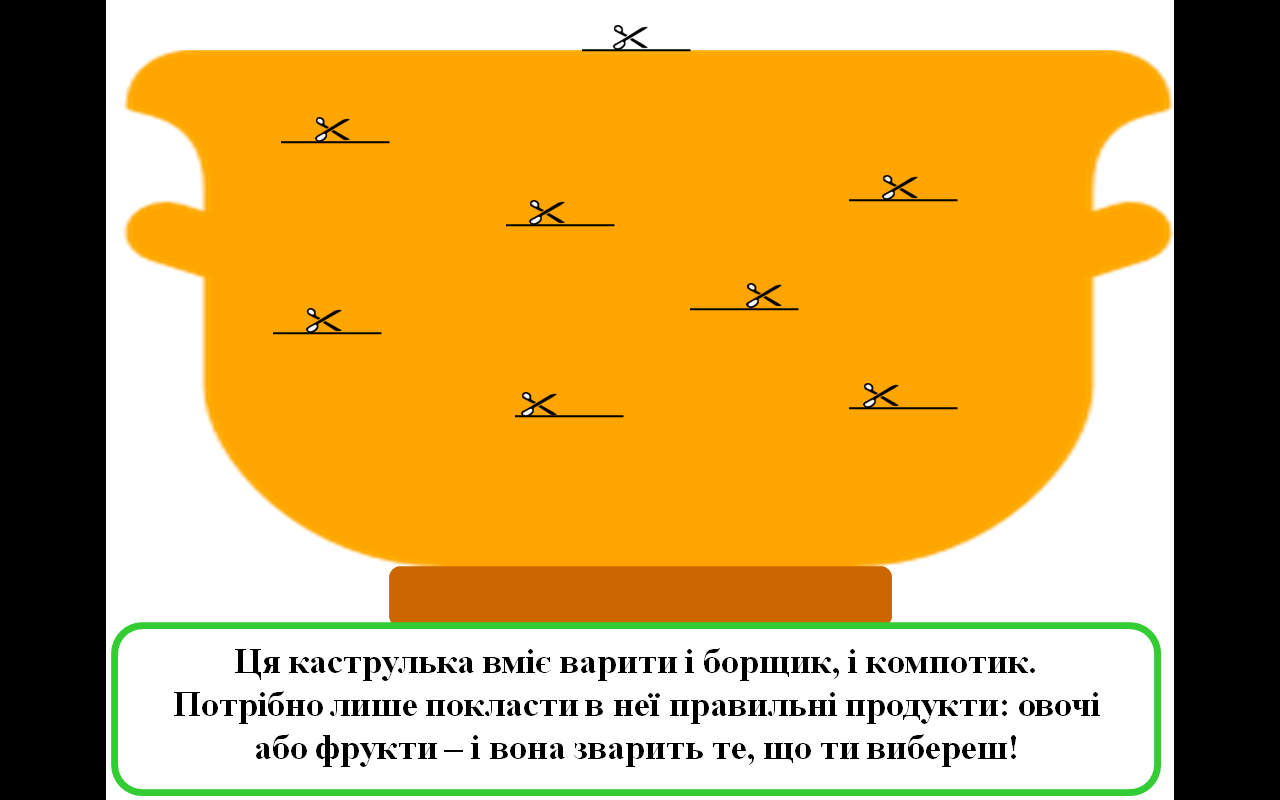 Ця каструлька вміє варити і борщик, і компотик.
Потрібно лише покласти в неї правильні продукти: овочі
або фрукти – і вона зварить те, що ти вибереш!